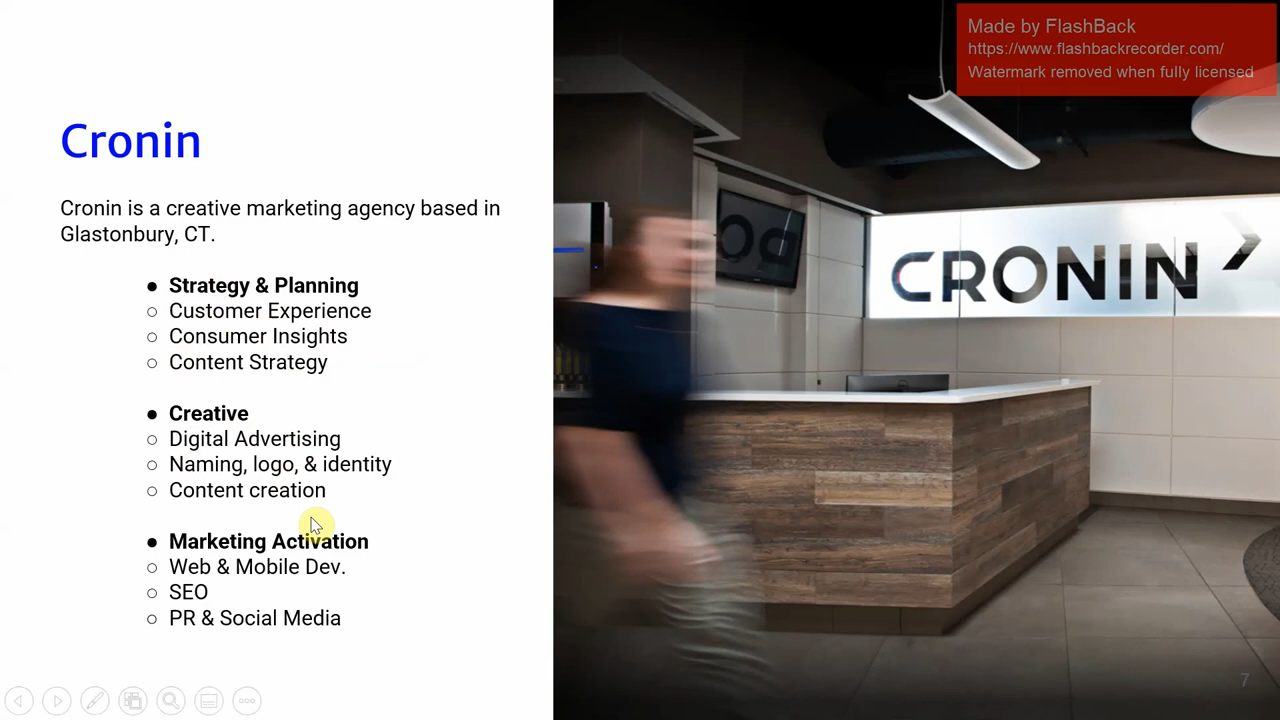 Made by FlashBack
https://www.flashbackrecorder.com/
Watermark removed when fully licensed
Cronin
Cronin is a creative marketing agency based in
Glastonbury, CT.
● Strategy & Planning
○ Customer Experience
○ Consumer Insights
○ Content Strategy
● Creative
○ Digital Advertising
○ Naming, logo, & identity
○ Content creation
● Marketing Activation
○ Web & Mobile Dev.
○ SEO
○ PR & Social Media
CRONIN
7